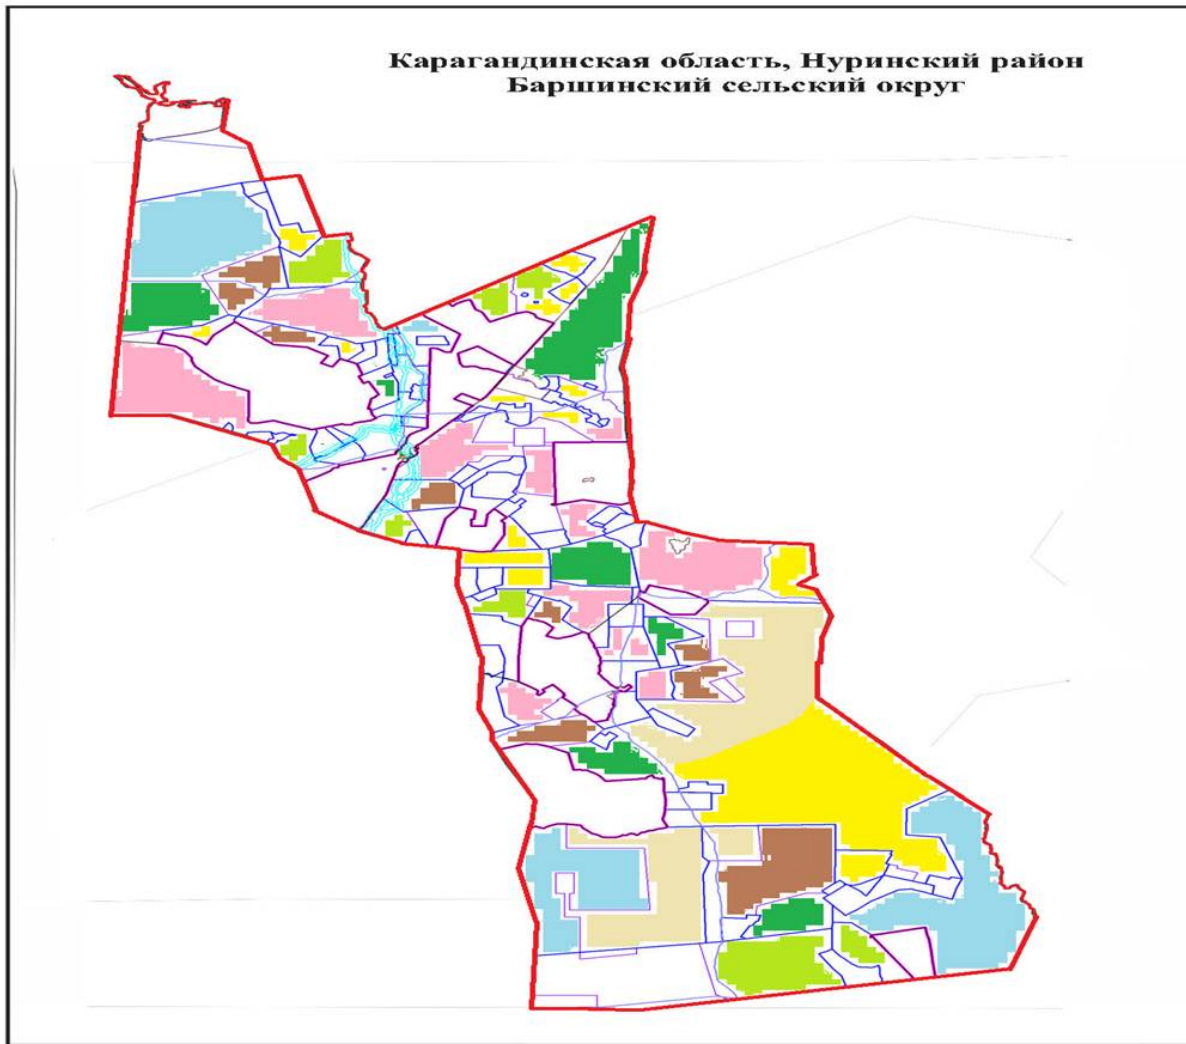 Карагандинская область, Нуринский район
Баршинский сельский округ